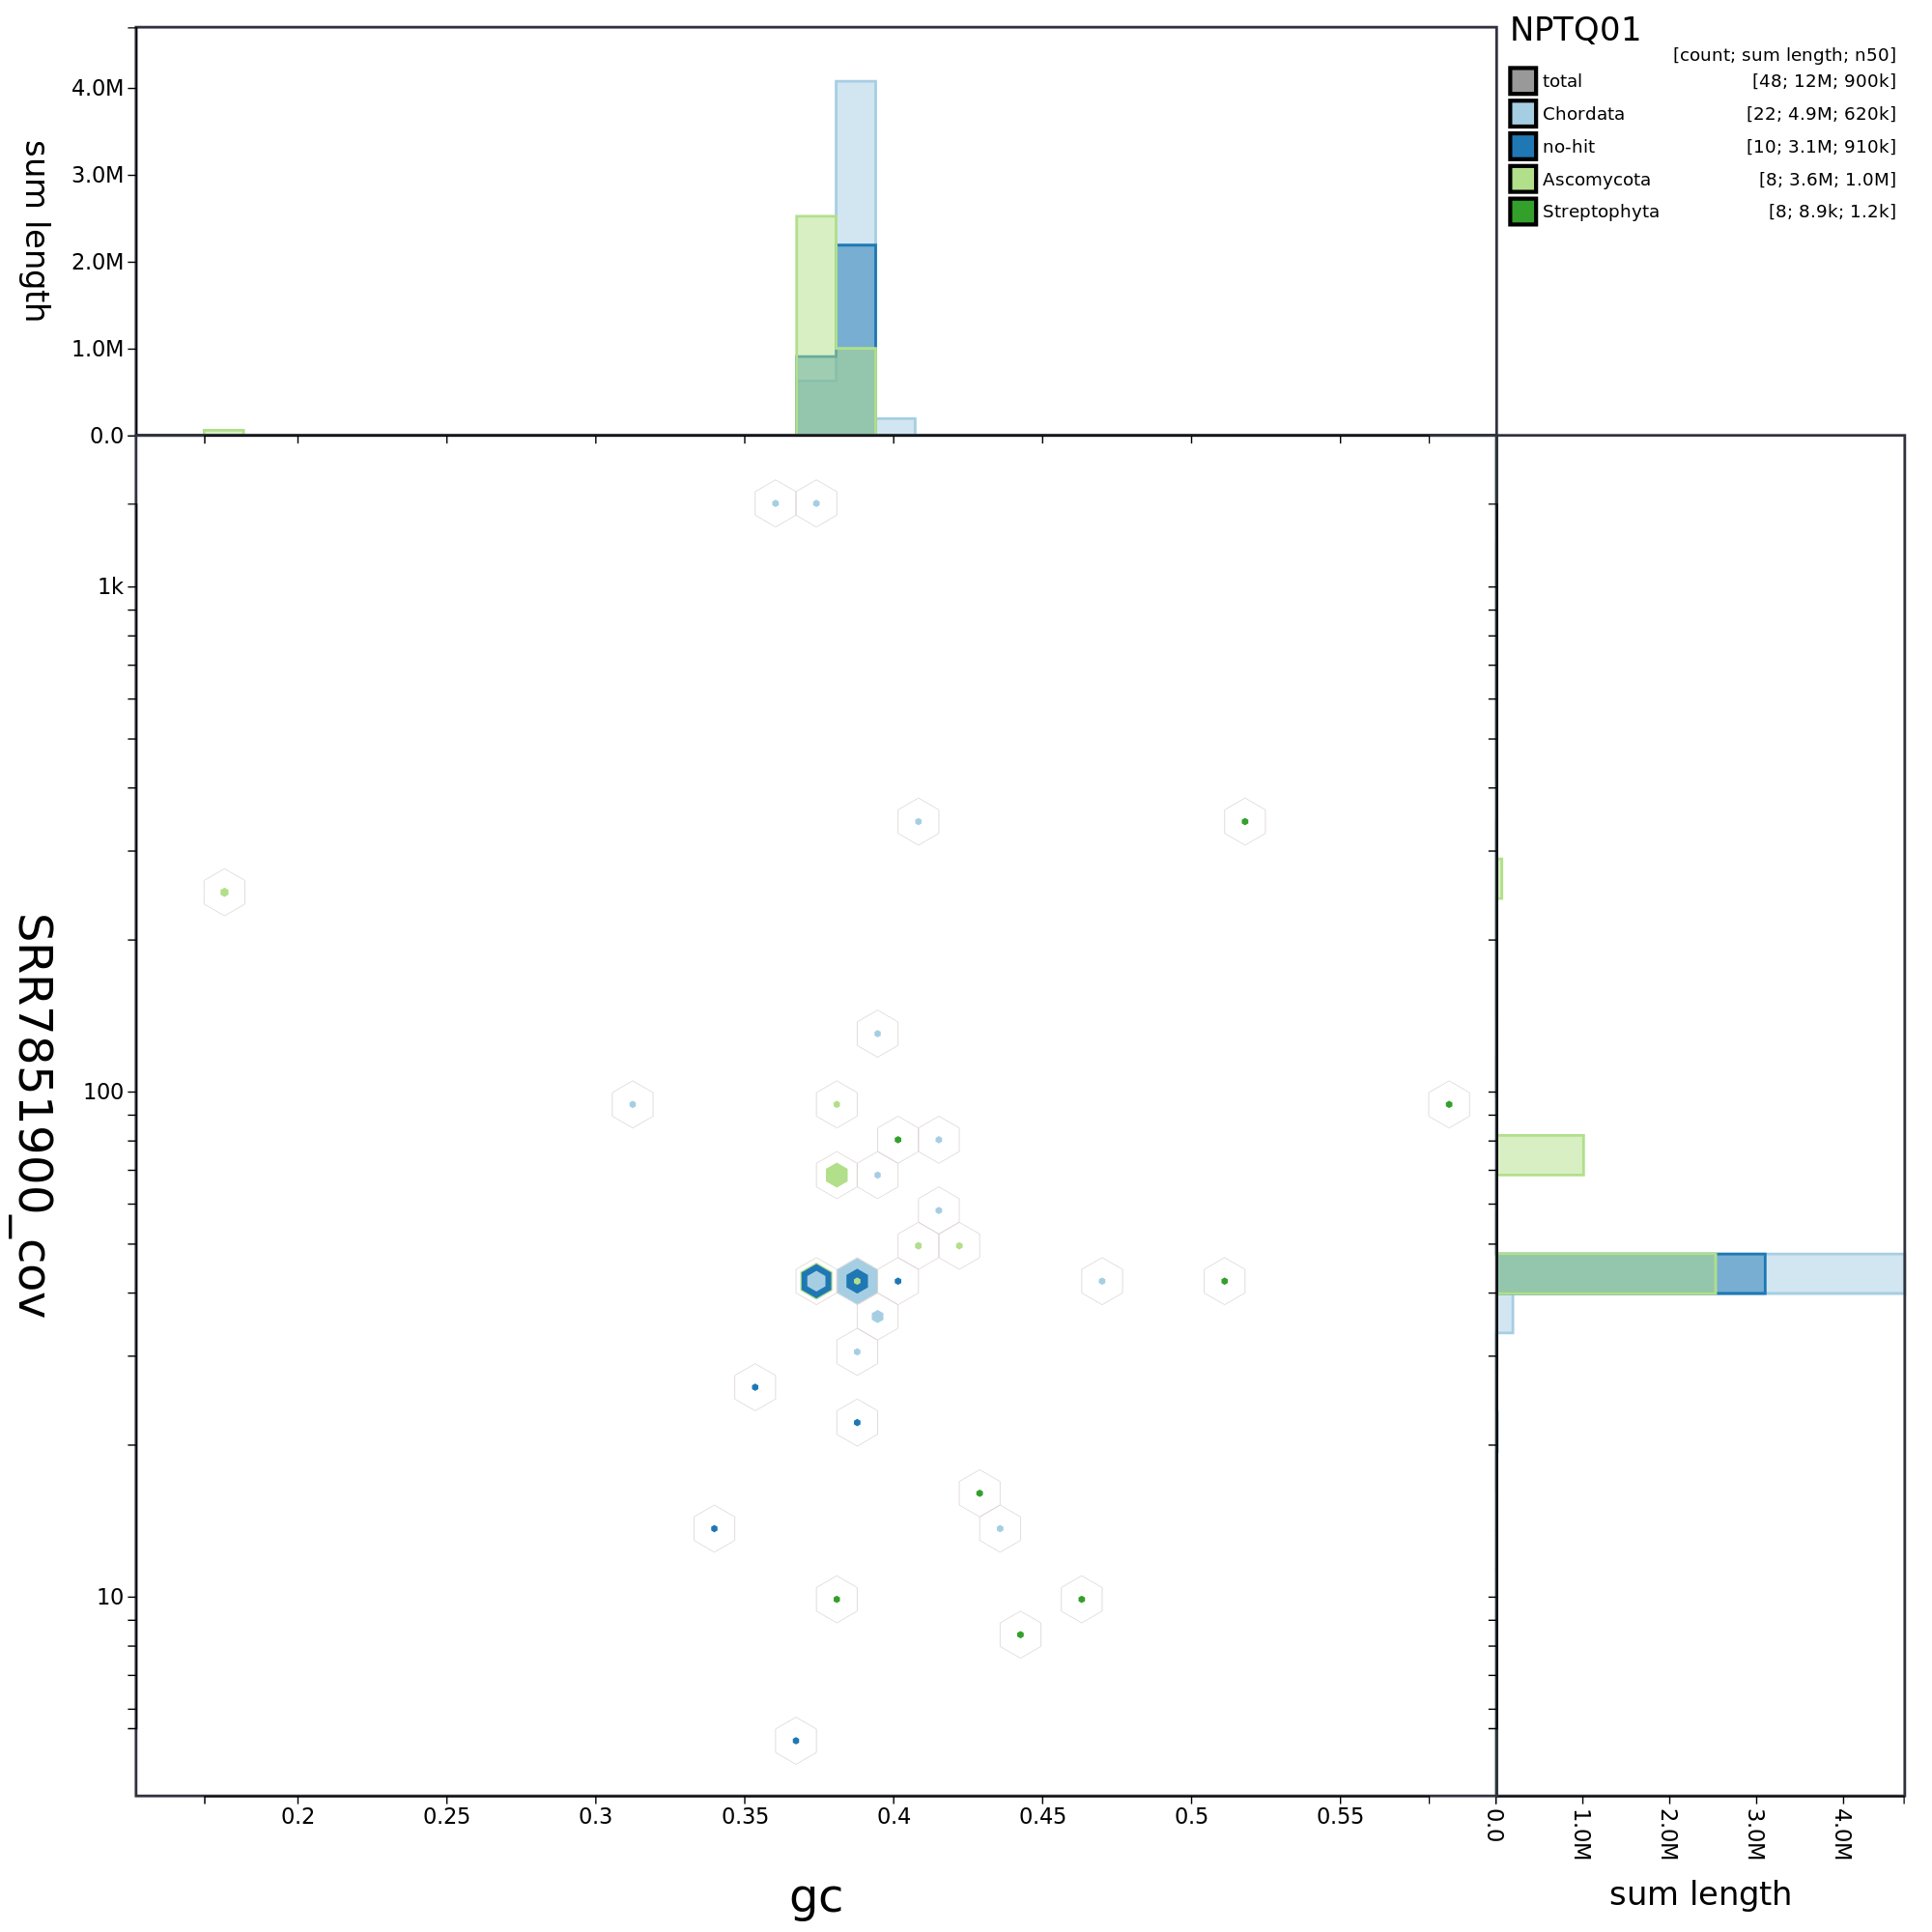 NPTQ01
[count; sum length; n50]
total [48; 12M; 900k]
Chordata [22; 4.9M; 620k]
no-hit [10; 3.1M; 910k]
Ascomycota [8; 3.6M; 1.0M]
Streptophyta [8; 8.9k; 1.2k]
sum length
4.0M
3.0M
2.0M
1.0M
0.0
SRR7851900_cov
1k
100
10
0.2 0.25 0.3 0.35 0.4 0.45 0.5 0.55
gc
0.0 1.0M 2.0M 3.0M 4.0M
sum length